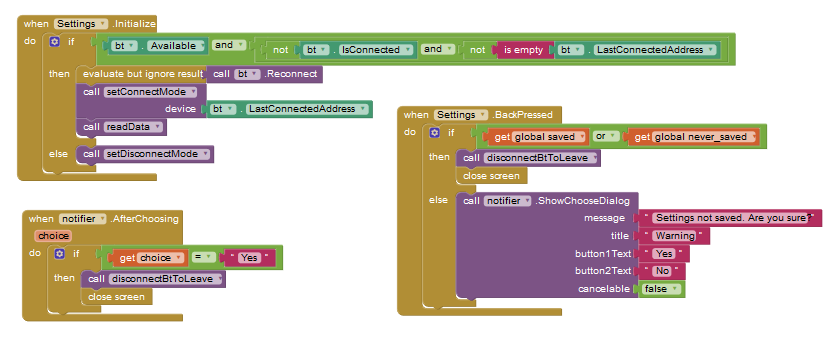 when Settings .Initialize
do if bt . Available and not bt . IsConnected and not is empty bt . LastConnectedAddress
then evaluate but ignore result call bt .Reconnect
call setConnectMode
device bt . LastConnectedAddress
call readData
else call setDisconnectMode
when Settings .BackPressed
do if get global saved or get global never_saved
then call disconnectBtToLeave
close screen
else call notifier .ShowChooseDialog
message " Settings not saved. Are you sure? "
title " Warning "
button1Text " Yes "
button2Text " No "
cancelable false
when notifier .AfterChoosing
choice
do if get choice = " Yes "
then call disconnectBtToLeave
close screen